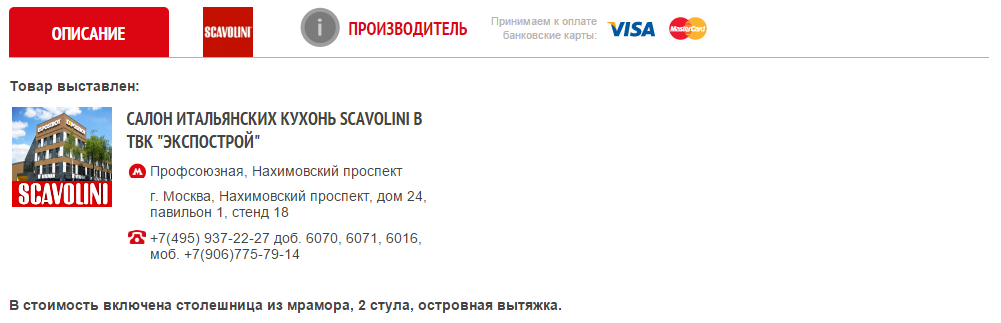 ОПИСАНИЕ
SCAVOLINI
ПРОИЗВОДИТЕЛЬ
Принимаем к оплате
банковские карты:
VISA
MasterCard
Товар выставлен:
SCAVOLINI
САЛОН ИТАЛЬЯНСКИХ КУХОНЬ SCAVOLINI В
ТВК "ЭКСПОСТРОЙ"
Профсоюзная, Нахимовский проспект
г. Москва, Нахимовский проспект, дом 24,
павильон 1, стенд 18
+7(495) 937-22-27 доб. 6070, 6071, 6016,
моб. +7(906)775-79-14
В стоимость включена столешница из мрамора, 2 стула, островная вытяжка.